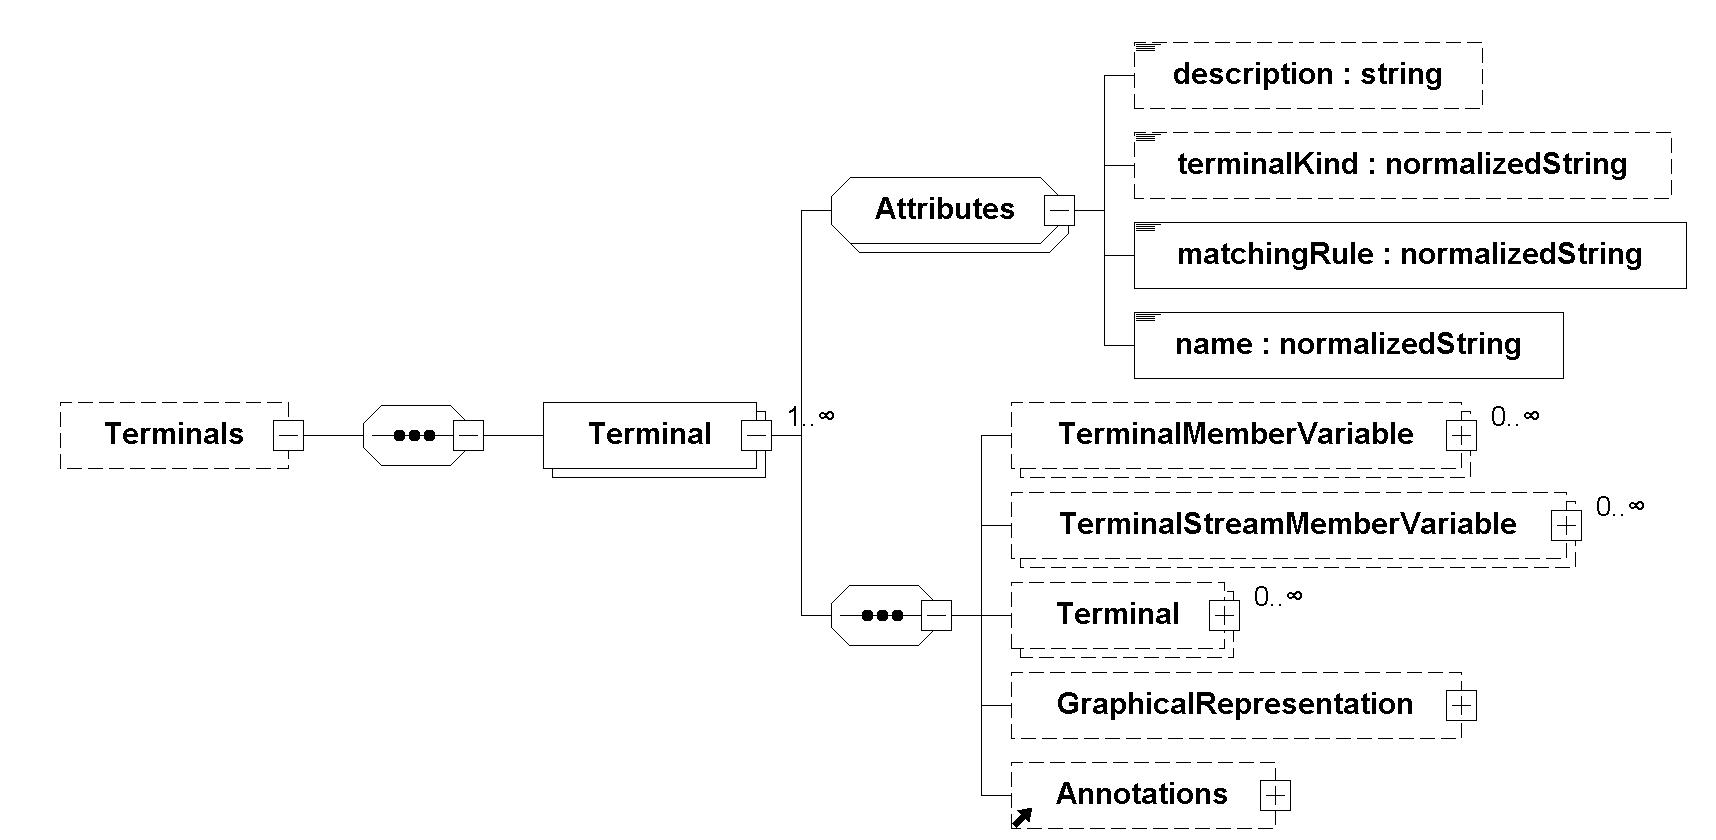 description : string
terminalKind : normalizedString
Attributes
matchingRule : normalizedString
name : normalizedString
Terminals
Terminal
1..∞
TerminalMemberVariable
0..∞
TerminalStreamMemberVariable
0..∞
Terminal
0..∞
GraphicalRepresentation
Annotations